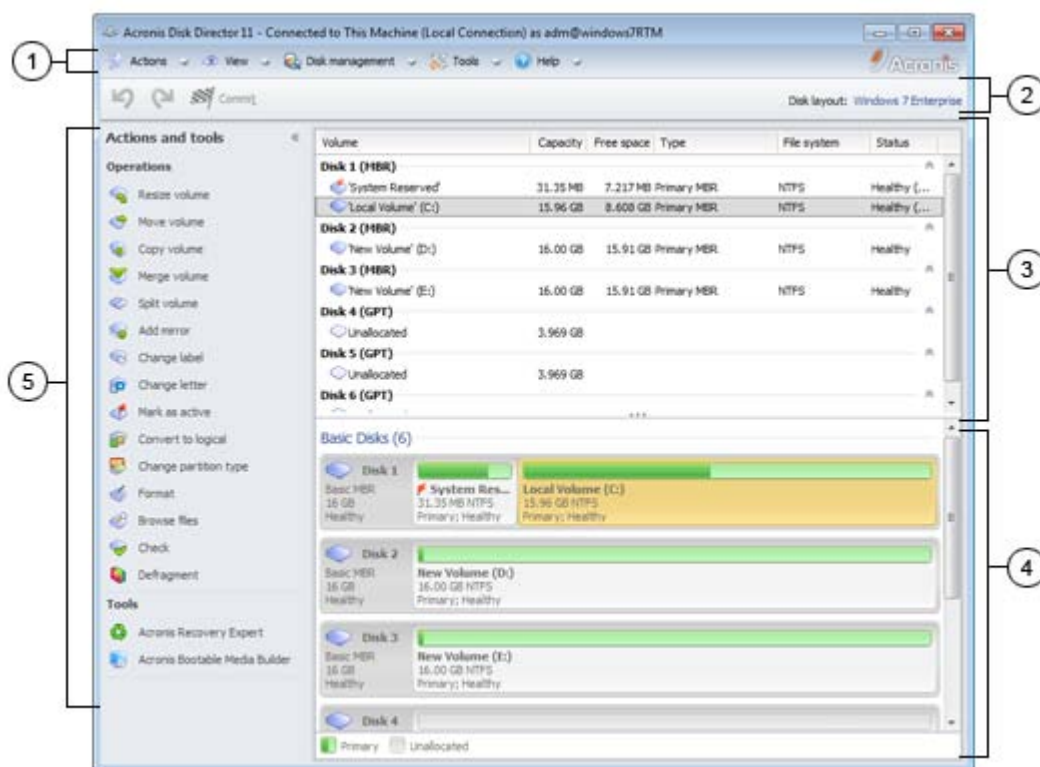 Acronis Disk Director 11 - Connected to This Machine (Local Connection) as adm@windows7RTM
1
Actions View Disk management Tools Help
Acronis
Commit
Disk layout: Windows 7 Enterprise
2
Actions and tools
Operations
Resize volume
Move volume
Copy volume
Merge volume
Split volume
Add mirror
Change label
Change letter
Mark as active
Convert to logical
Change partition type
Format
Browse files
Check
Defragment
Tools
Acronis Recovery Expert
Acronis Bootable Media Builder
5
Volume Capacity Free space Type File system Status
Disk 1 (MBR)
'System Reserved' 31.35 MB 7.217 MB Primary MBR NTFS Healthy (...
'Local Volume' (C:) 15.96 GB 8.608 GB Primary MBR NTFS Healthy (...
Disk 2 (MBR)
'New Volume' (D:) 16.00 GB 15.91 GB Primary MBR NTFS Healthy
Disk 3 (MBR)
'New Volume' (E:) 16.00 GB 15.91 GB Primary MBR NTFS Healthy
Disk 4 (GPT)
Unallocated 3.969 GB
Disk 5 (GPT)
Unallocated 3.969 GB
Disk 6 (GPT)
3
Basic Disks (6)
Disk 1
Basic MBR
16 GB
Healthy
System Res...
31.35 MB NTFS
Primary; Healthy
Local Volume (C:)
15.96 GB NTFS
Primary; Healthy
Disk 2
Basic MBR
16 GB
Healthy
New Volume (D:)
16.00 GB NTFS
Primary; Healthy
Disk 3
Basic MBR
16 GB
Healthy
New Volume (E:)
16.00 GB NTFS
Primary; Healthy
Disk 4
Primary Unallocated
4